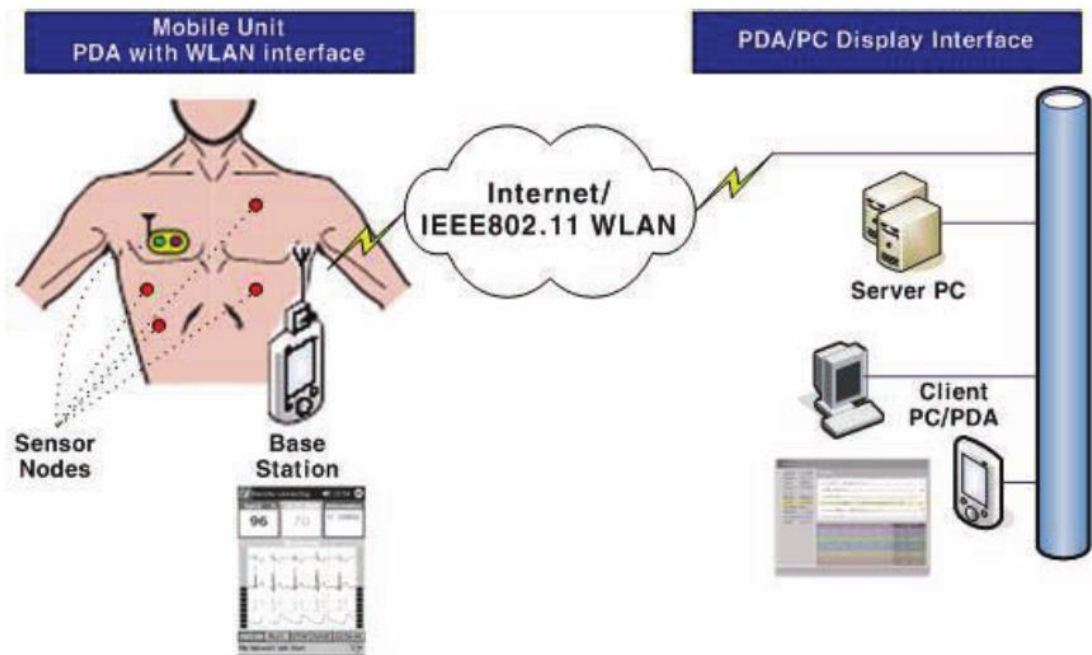 Mobile Unit
PDA with WLAN interface
PDA/PC Display Interface
Internet/
IEEE802.11 WLAN
Server PC
Client
PC/PDA
Sensor
Nodes
Base
Station
96
70